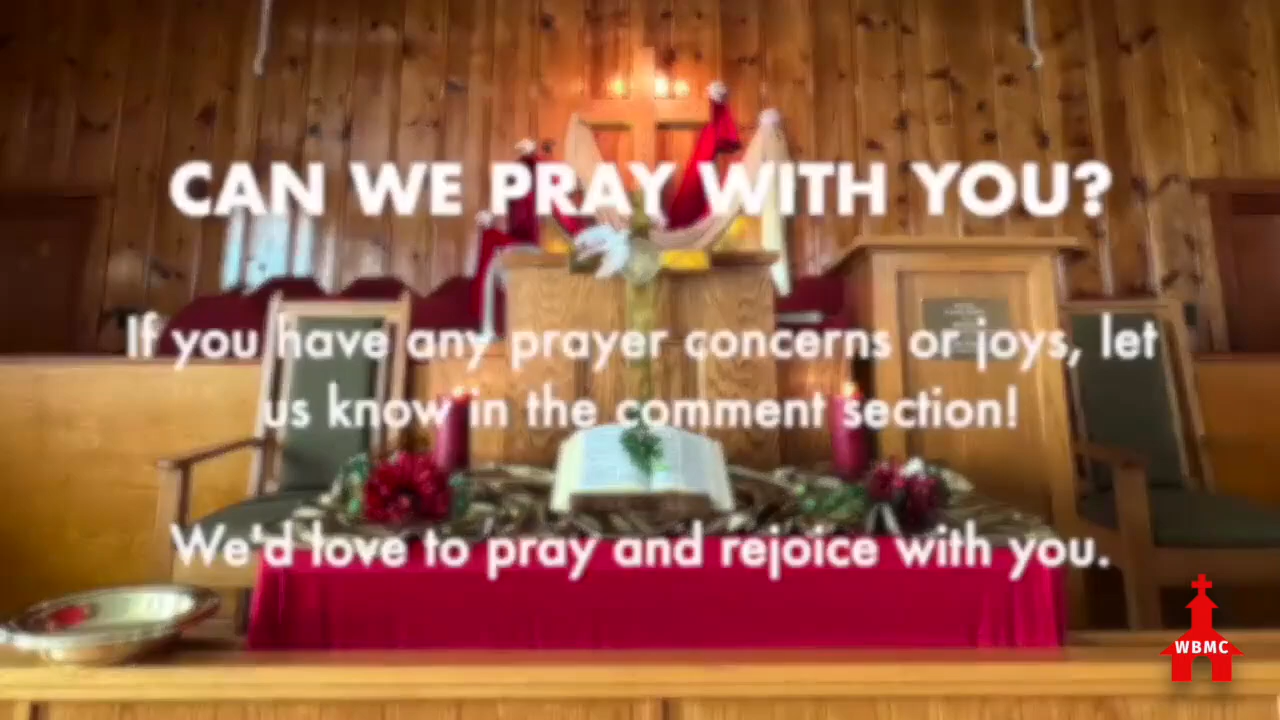 CAN WE PRAY WITH YOU?
If you have any prayer concerns or joys, let
us know in the comment section!
We'd love to pray and rejoice with you.
WBMC